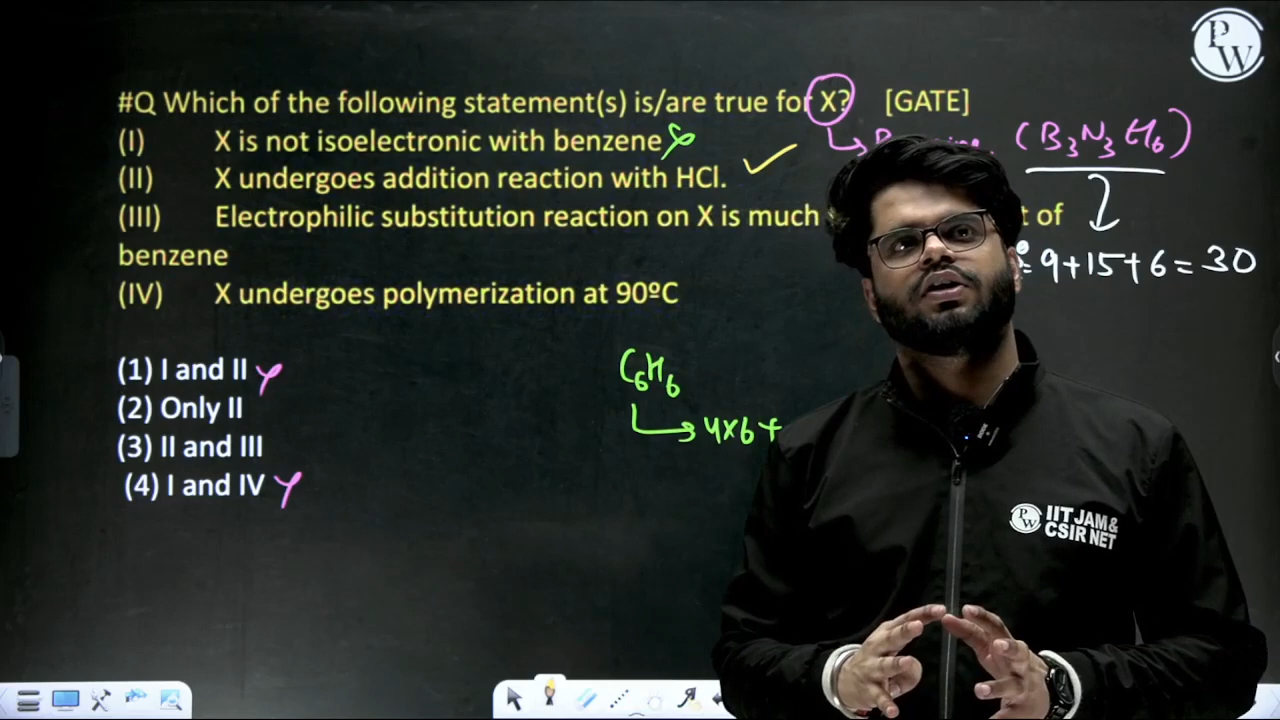 PW
#Q Which of the following statement(s) is/are true for X? [GATE]
(I) X is not isoelectronic with benzene
(B3N3H6)
(II) X undergoes addition reaction with HCl.
(III) Electrophilic substitution reaction on X is much
t of
benzene
= 9+15+6=30
(IV) X undergoes polymerization at 90ºC
(1) I and II
(2) Only II
(3) II and III
(4) I and IV
C6H6
4x6+
PW IIT JAM &
CSIR NET